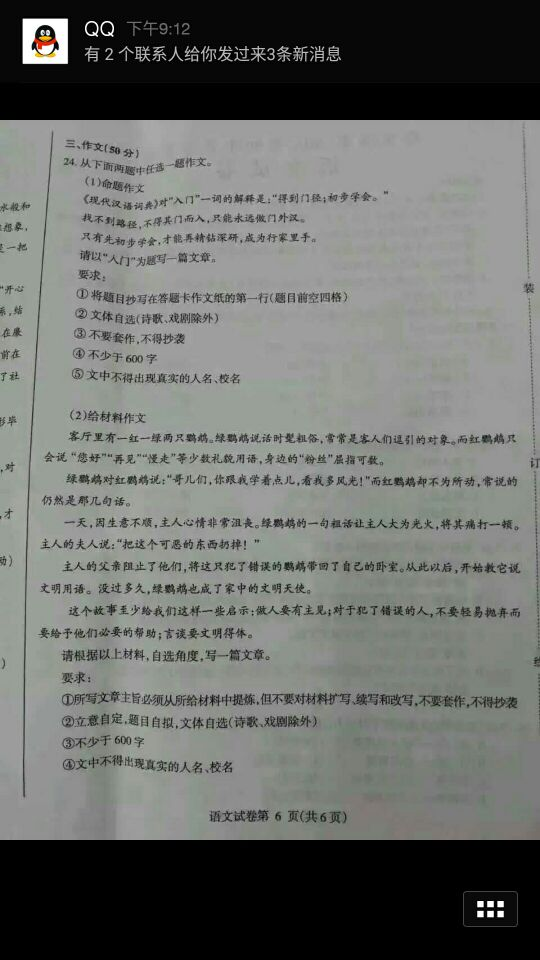 QQ 下午9:12
有 2 个联系人给你发过来3条新消息
三、作文(50分)
24. 从下面两题中任选一题作文。
(1)命题作文
《现代汉语词典》对“入门”一词的解释是:“得到门径;初步学会。”
找不到路径,不得其门而入,只能永远做门外汉。
只有先初步学会,才能再精钻深研,成为行家里手。
请以“入门”为题写一篇文章。
要求:
① 将题目抄写在答题卡作文纸的第一行(题目前空四格)
② 文体自选(诗歌、戏剧除外)
③ 不要套作,不得抄袭
④ 不少于 600 字
⑤ 文中不得出现真实的人名、校名
(2)给材料作文
客厅里有一红一绿两只鹦鹉。绿鹦鹉说话时髦粗俗,常常是客人们逗引的对象。而红鹦鹉只
会说“您好”“再见”“慢走”等少数礼貌用语,身边的“粉丝”屈指可数。
绿鹦鹉对红鹦鹉说:“哥儿们,你跟我学着点儿,看我多风光!”而红鹦鹉却不为所动,常说的
仍然是那几句话。
一天,因生意不顺,主人心情非常沮丧。绿鹦鹉的一句粗话让主人大为光火,将其痛打一顿。
主人的夫人说:“把这个可恶的东西扔掉!”
主人的父亲阻止了他们,将这只犯了错误的鹦鹉带回了自己的卧室。从此以后,开始教它说
文明用语。没过多久,绿鹦鹉也成了家中的文明天使。
这个故事至少给我们这样一些启示:做人要有主见;对于犯了错误的人,不要轻易抛弃而
要给予他们必要的帮助;言谈要文明得体。
请根据以上材料,自选角度,写一篇文章。
要求:
①所写文章主旨必须从所给材料中提炼,但不要对材料扩写、续写和改写,不要套作,不得抄袭
②立意自定,题目自拟,文体自选(诗歌、戏剧除外)
③不少于 600 字
④文中不得出现真实的人名、校名
语文试卷第 6 页(共6页)
水般和
想象,
是一把
“开心
系,结
在廉
前在
了社
形毕
,对
,才
动)
)
装
订